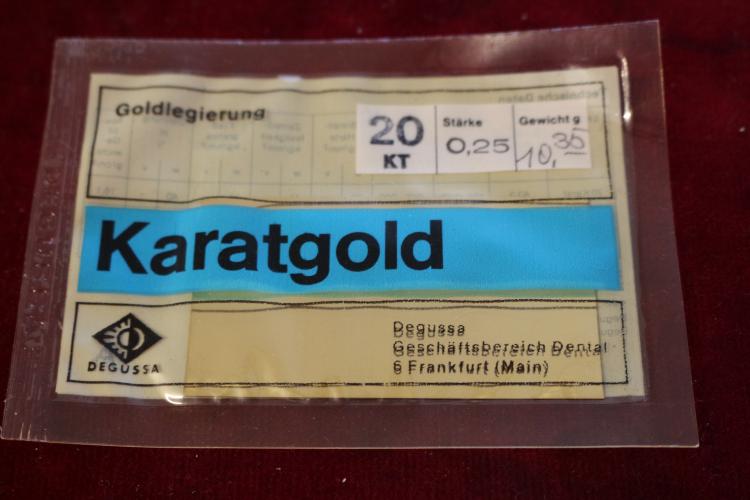 Goldlegierung
20 KT
Stärke
0,25
Gewicht g
10,35
Karatgold
DEGUSSA
Degussa
Geschäftsbereich Dental
6 Frankfurt (Main)